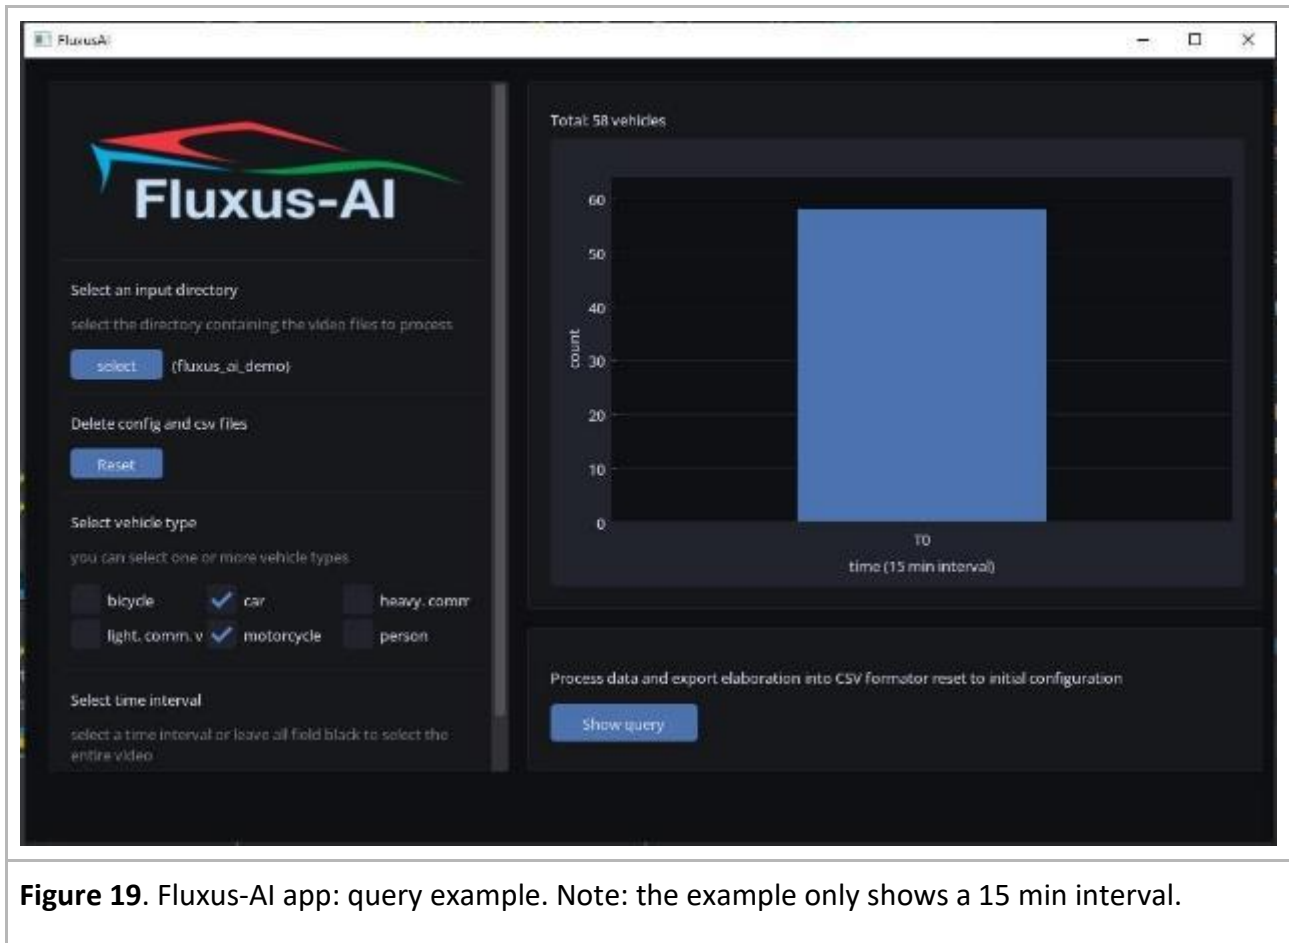 FluxusAI
Fluxus-AI
Select an input directory
select the directory containing the video files to process
select (fluxus_ai_demo)
Delete config and csv files
Reset
Select vehicle type
you can select one or more vehicle types
bicycle car heavy. comm
light. comm. v motorcycle person
Select time interval
select a time interval or leave all field black to select the
entire video
Total: 58 vehicles
60
50
40
30
20
10
0
count
T0
time (15 min interval)
Process data and export elaboration into CSV formator reset to initial configuration
Show query
Figure 19. Fluxus-AI app: query example. Note: the example only shows a 15 min interval.